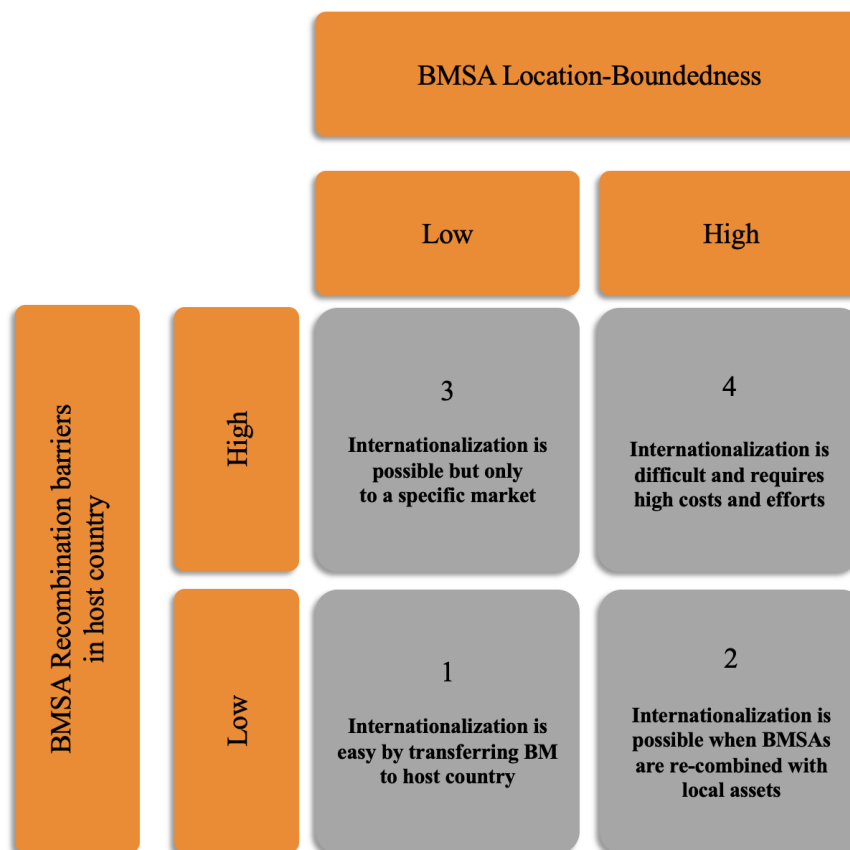 BMSA Location-Boundedness
Low
High
BMSA Recombination barriers
in host country
High
3
Internationalization is
possible but only
to a specific market
4
Internationalization is
difficult and requires
high costs and efforts
Low
1
Internationalization is
easy by transferring BM
to host country
2
Internationalization is
possible when BMSAs
are re-combined with
local assets